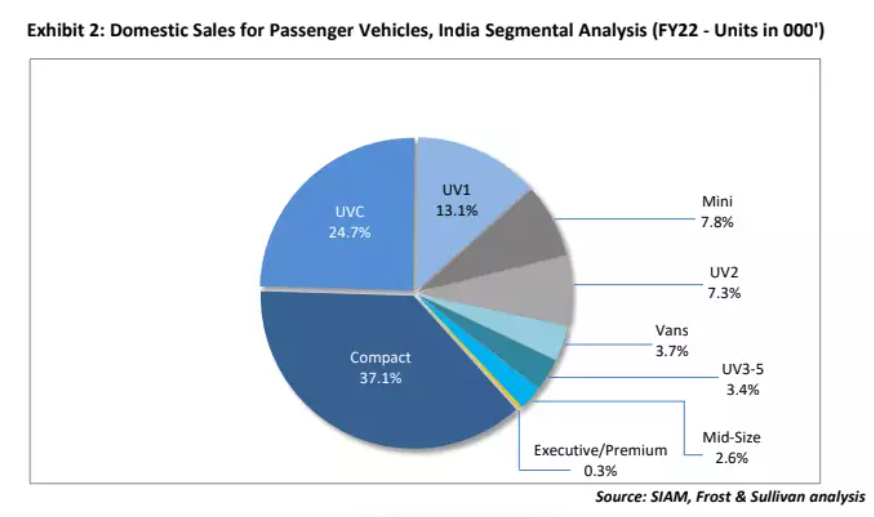 Exhibit 2: Domestic Sales for Passenger Vehicles, India Segmental Analysis (FY22 - Units in 000')
UV1
13.1%
Mini
7.8%
UVC
24.7%
UV2
7.3%
Vans
3.7%
Compact
37.1%
UV3-5
3.4%
Mid-Size
2.6%
Executive/Premium
0.3%
Source: SIAM, Frost & Sullivan analysis